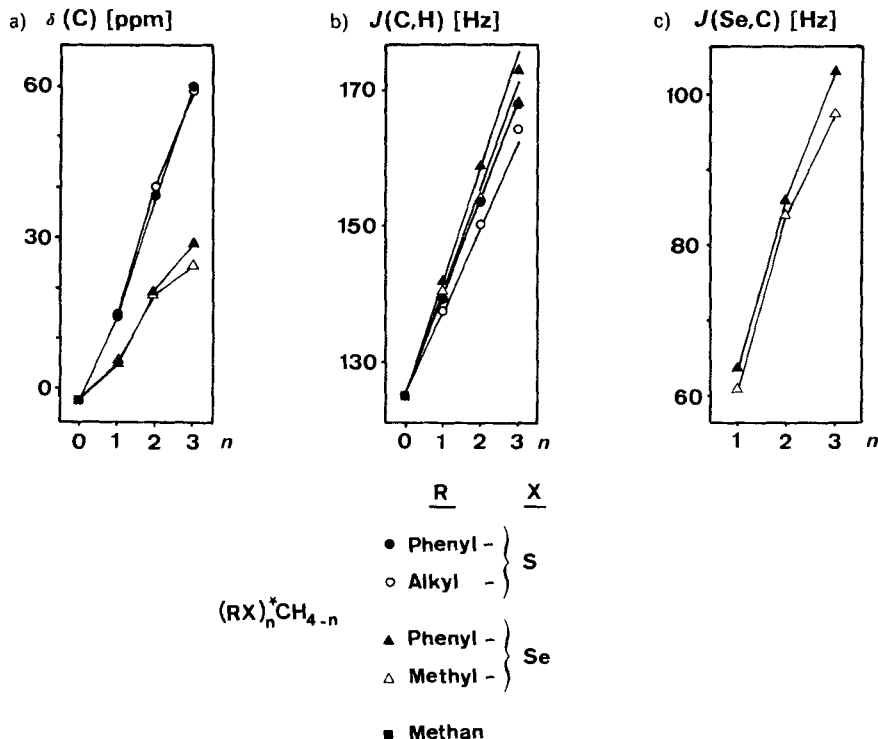 a) δ (C) [ppm]
60
30
0
0 1 2 3 n
b) J(C,H) [Hz]
170
150
130
0 1 2 3 n
c) J(Se,C) [Hz]
100
80
60
1 2 3 n
R X
● Phenyl - } S
○ Alkyl - }
(RX)ₙ*CH₄₋ₙ
▲ Phenyl - } Se
△ Methyl - }
■ Methan